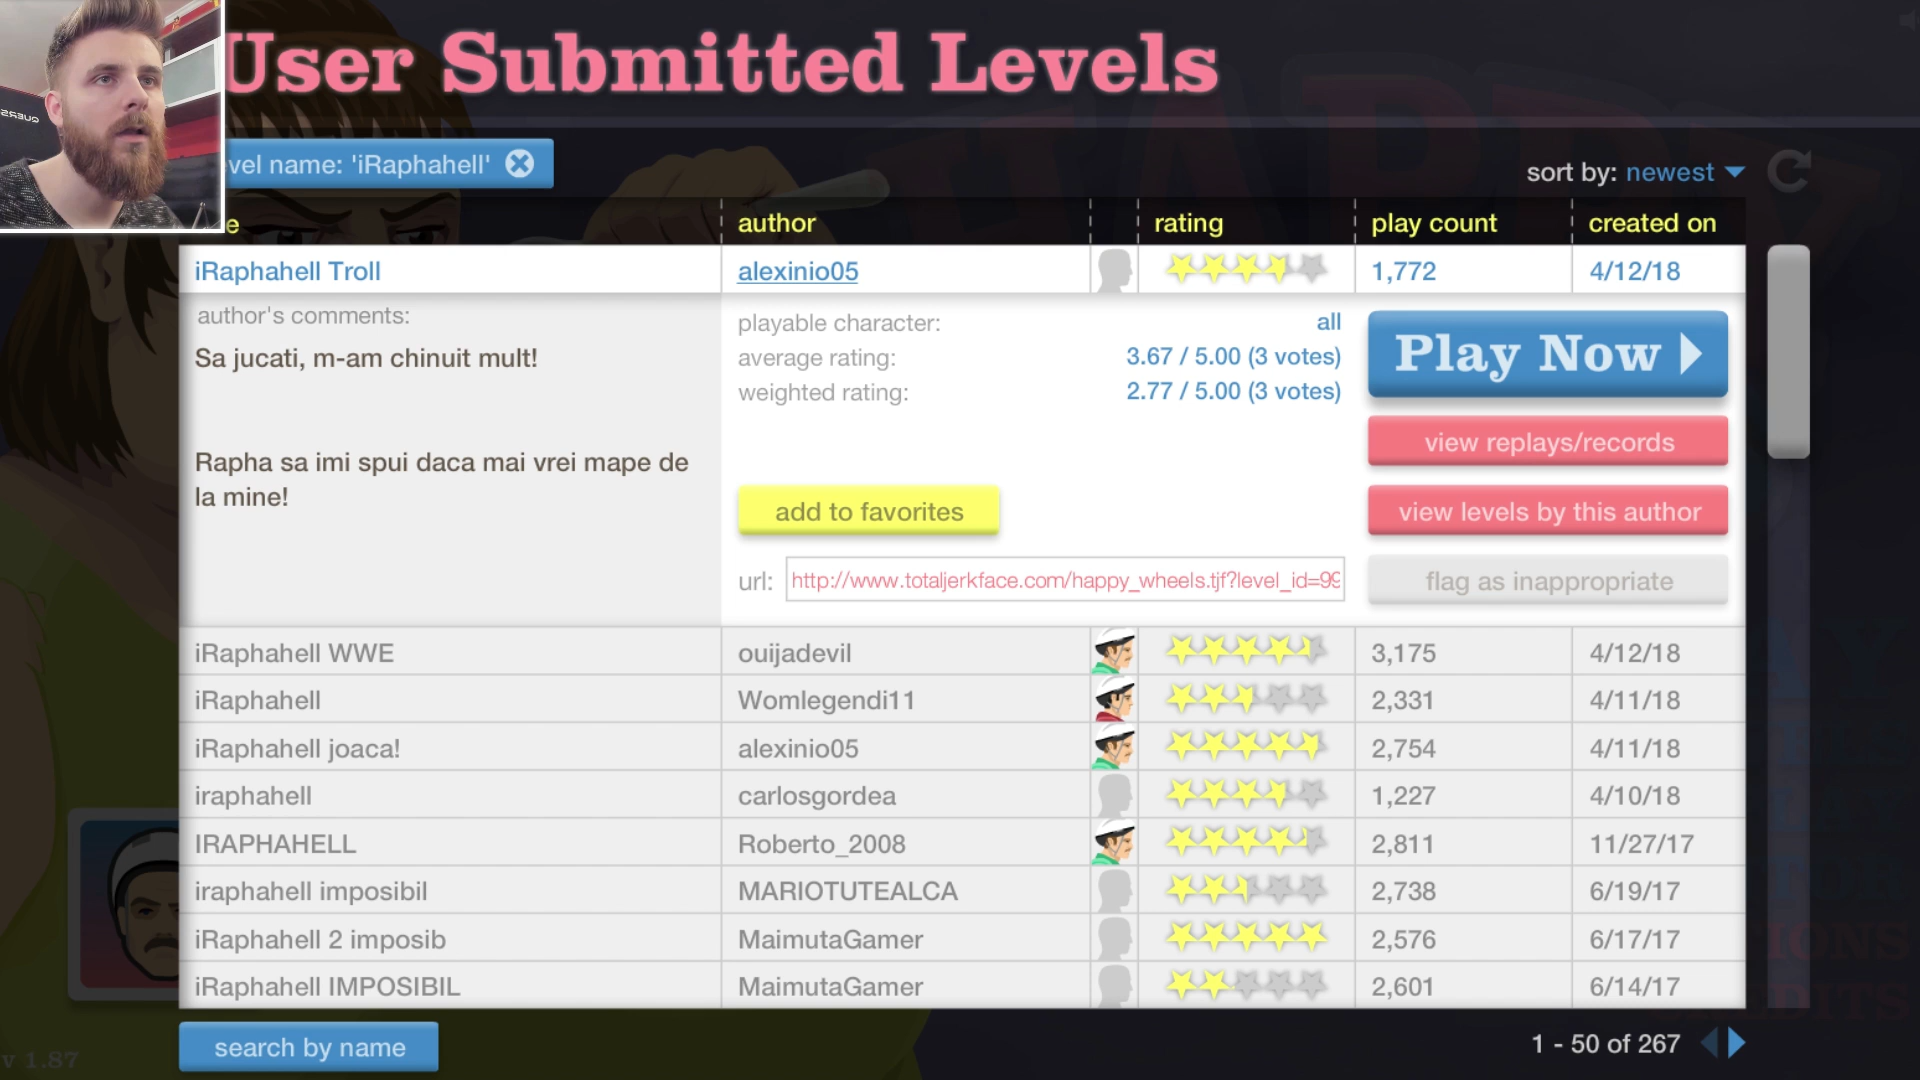 User Submitted Levels
vel name: 'iRaphahell'
sort by: newest
e author rating play count created on
iRaphahell Troll alexinio05 1,772 4/12/18
author's comments:
Sa jucati, m-am chinuit mult!
Rapha sa imi spui daca mai vrei mape de
la mine!
playable character: all
average rating: 3.67 / 5.00 (3 votes)
weighted rating: 2.77 / 5.00 (3 votes)
add to favorites
url: http://www.totaljerkface.com/happy_wheels.tjf?level_id=99
Play Now
view replays/records
view levels by this author
flag as inappropriate
iRaphahell WWE ouijadevil 3,175 4/12/18
iRaphahell Womlegendi11 2,331 4/11/18
iRaphahell joaca! alexinio05 2,754 4/11/18
iraphahell carlosgordea 1,227 4/10/18
IRAPHAHELL Roberto_2008 2,811 11/27/17
iraphahell imposibil MARIOTUTEALCA 2,738 6/19/17
iRaphahell 2 imposib MaimutaGamer 2,576 6/17/17
iRaphahell IMPOSIBIL MaimutaGamer 2,601 6/14/17
search by name
1 - 50 of 267
v 1.87